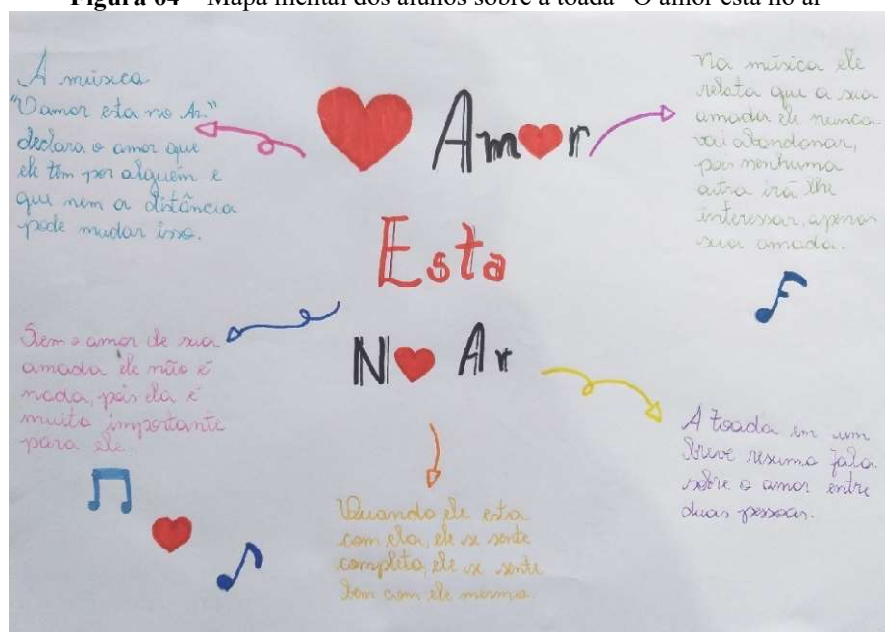 Figura 04 – Mapa mental dos alunos sobre a toada "O amor está no ar"
A música
"O amor esta no Ar."
declara o amor que
ele têm por alguém e
que nem a distância
pode mudar isso.
Amor
Esta
No Ar
Na música ele
relata que a sua
amada ele nunca
vai abandonar,
pois nenhuma
outra irá lhe
interessar, apenas
sua amada.
Sem o amor de sua
amada ele não é
nada, pois ela é
muito importante
para ele.
Quando ele esta
com ela, ele se sente
completo, ele se sente
bem com ele mesmo.
A toada em um
breve resumo fala
sobre o amor entre
duas pessoas.